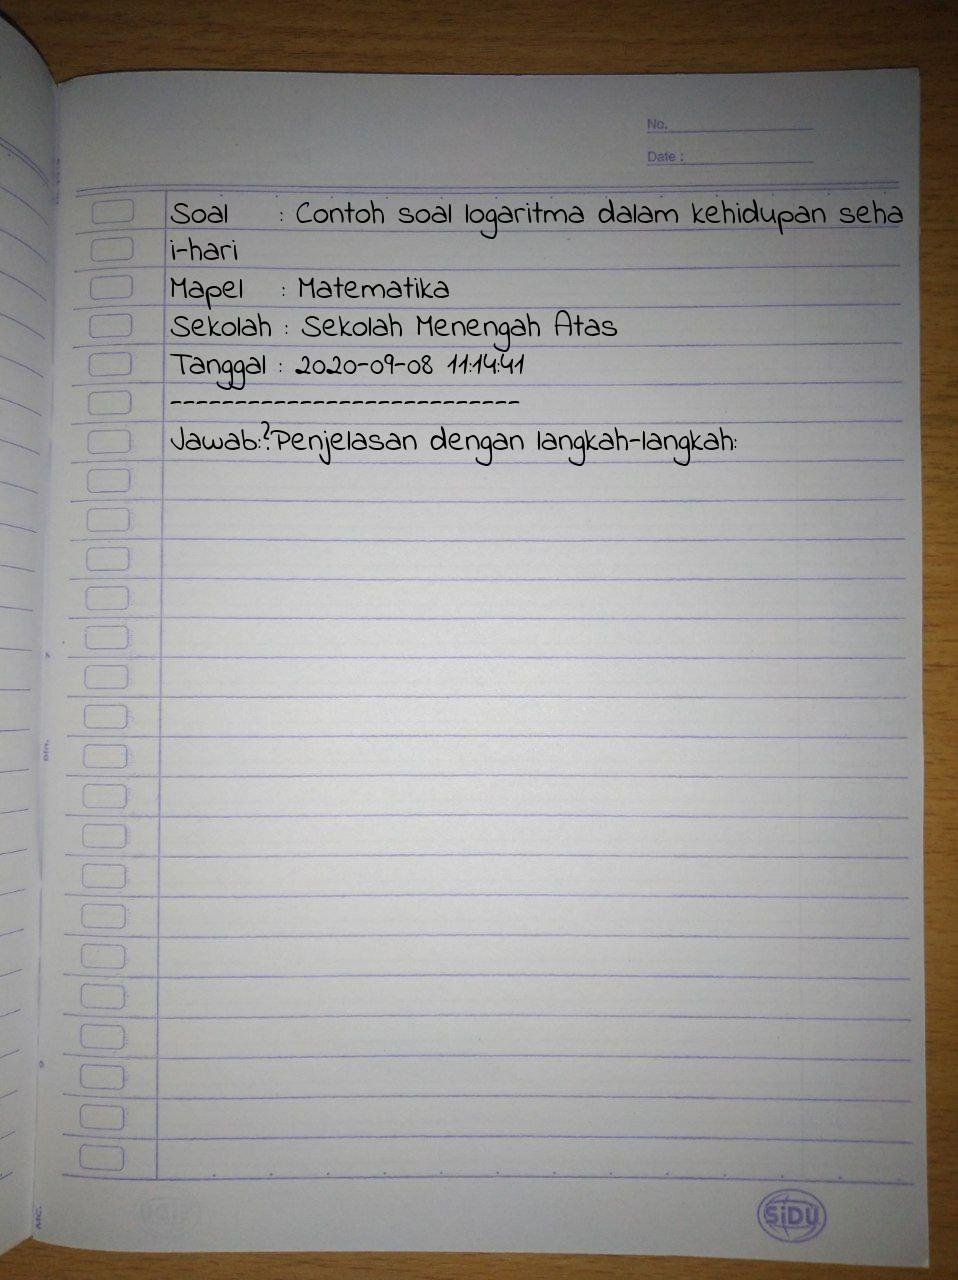 No.
Date :
Soal : Contoh soal logaritma dalam kehidupan seha
i-hari
Mapel : Matematika
Sekolah : Sekolah Menengah Atas
Tanggal : 2020-09-08 11:14:41
---------------------------
Jawab:?Penjelasan dengan langkah-langkah:
SiDU